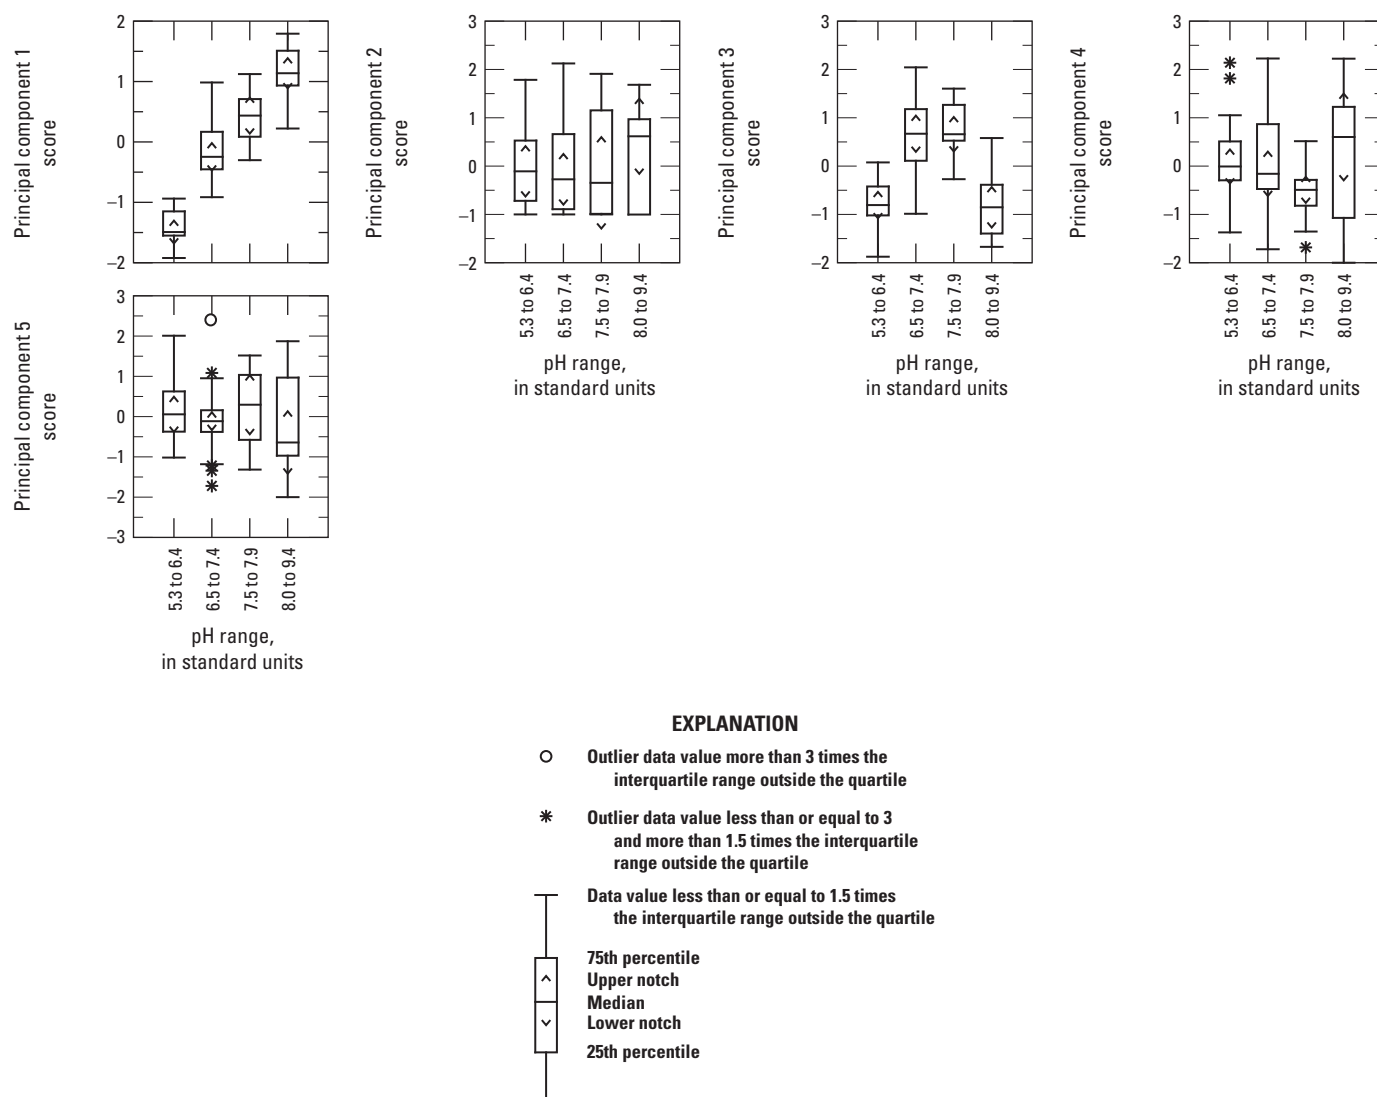 Principal component 1
score
2
1
0
–1
–2
Principal component 2
score
3
2
1
0
–1
–2
Principal component 3
score
3
2
1
0
–1
–2
Principal component 4
score
3
2
1
0
–1
–2
5.3 to 6.4
6.5 to 7.4
7.5 to 7.9
8.0 to 9.4
pH range,
in standard units
5.3 to 6.4
6.5 to 7.4
7.5 to 7.9
8.0 to 9.4
pH range,
in standard units
5.3 to 6.4
6.5 to 7.4
7.5 to 7.9
8.0 to 9.4
pH range,
in standard units
Principal component 5
score
3
2
1
0
–1
–2
–3
5.3 to 6.4
6.5 to 7.4
7.5 to 7.9
8.0 to 9.4
pH range,
in standard units
EXPLANATION
Outlier data value more than 3 times the
interquartile range outside the quartile
Outlier data value less than or equal to 3
and more than 1.5 times the interquartile
range outside the quartile
Data value less than or equal to 1.5 times
the interquartile range outside the quartile
75th percentile
Upper notch
Median
Lower notch
25th percentile